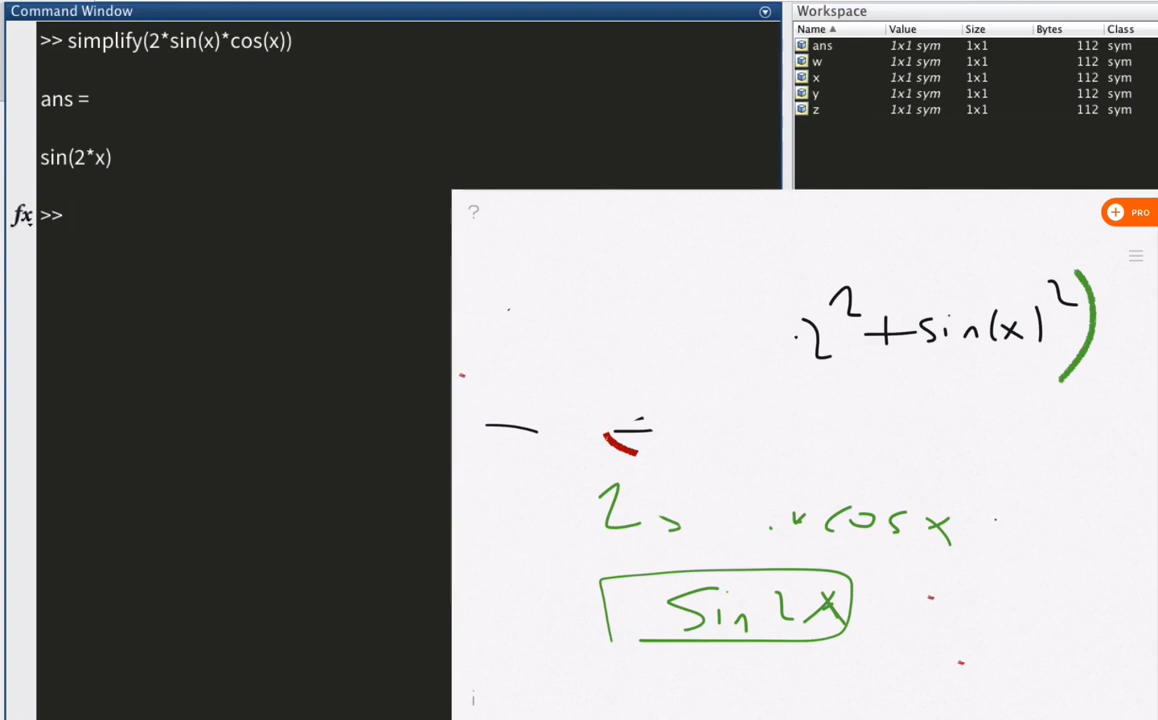 Command Window
>> simplify(2*sin(x)*cos(x))
ans =
sin(2*x)
fx >>
Workspace
Name Value Size Bytes Class
ans 1x1 sym 1x1 112 sym
w 1x1 sym 1x1 112 sym
x 1x1 sym 1x1 112 sym
y 1x1 sym 1x1 112 sym
z 1x1 sym 1x1 112 sym
?
+ PRO
2² + sin(x)²)
=
2 cos x
Sin 2x
i